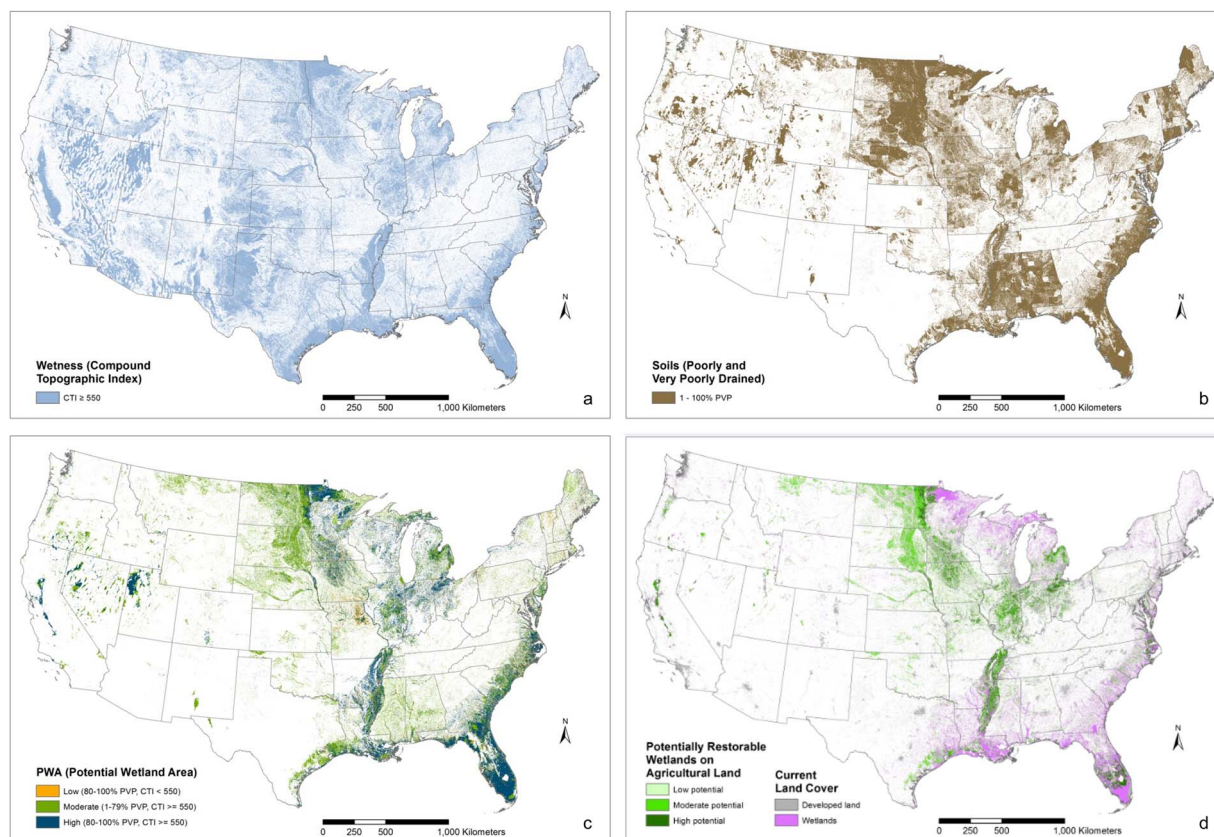 N
Wetness (Compound
Topographic Index)
CTI ≥ 550
0 250 500 1,000 Kilometers
a
N
Soils (Poorly and
Very Poorly Drained)
1 - 100% PVP
0 250 500 1,000 Kilometers
b
N
PWA (Potential Wetland Area)
Low (80-100% PVP, CTI < 550)
Moderate (1-79% PVP, CTI >= 550)
High (80-100% PVP, CTI >= 550)
0 250 500 1,000 Kilometers
c
N
Potentially Restorable
Wetlands on
Agricultural Land
Low potential
Moderate potential
High potential
Current
Land Cover
Developed land
Wetlands
0 250 500 1,000 Kilometers
d